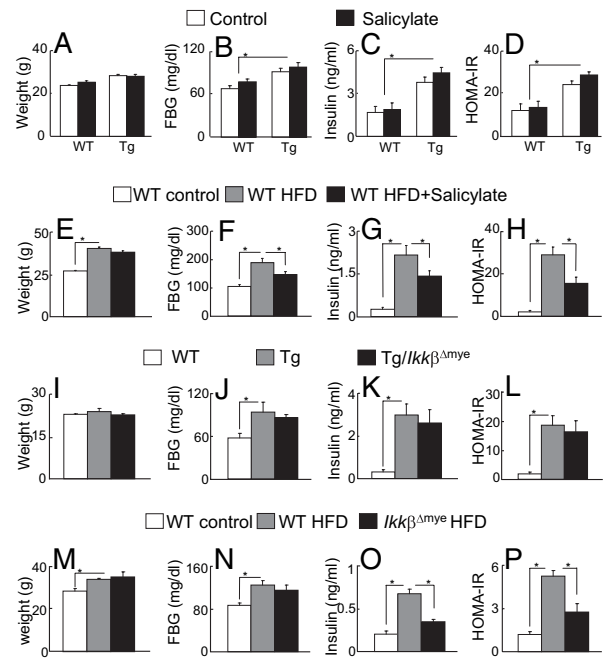 Control Salicylate
A B C D
Weight (g) FBG (mg/dl) Insulin (ng/ml) HOMA-IR
40 20 0 120 60 0 6 3 0 40 20 0
* * *
WT Tg WT Tg WT Tg WT Tg
WT control WT HFD WT HFD+Salicylate
E F G H
Weight (g) FBG (mg/dl) Insulin (ng/ml) HOMA-IR
50 25 0 300 200 100 0 3 1.5 0 40 20 0
* * * * * * *
WT Tg Tg/Ikkβ^Δmye
I J K L
Weight (g) FBG (mg/dl) Insulin (ng/ml) HOMA-IR
30 15 0 120 60 0 4 2 0 30 20 10 0
* * *
WT control WT HFD Ikkβ^Δmye HFD
M N O P
weight (g) FBG (mg/dl) Insulin (ng/ml) HOMA-IR
40 20 0 160 80 0 1 0.5 0 6 3 0
* * * * * *